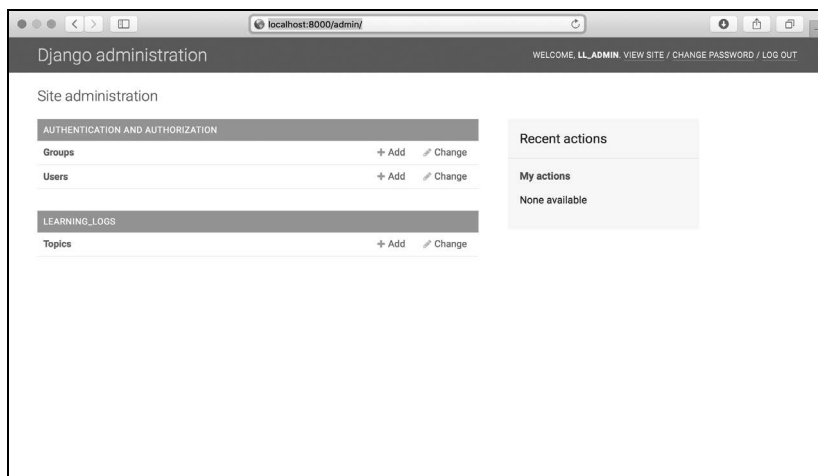 localhost:8000/admin/
Django administration
WELCOME, LL_ADMIN. VIEW SITE / CHANGE PASSWORD / LOG OUT
Site administration
AUTHENTICATION AND AUTHORIZATION
Groups + Add Change
Users + Add Change
LEARNING_LOGS
Topics + Add Change
Recent actions
My actions
None available